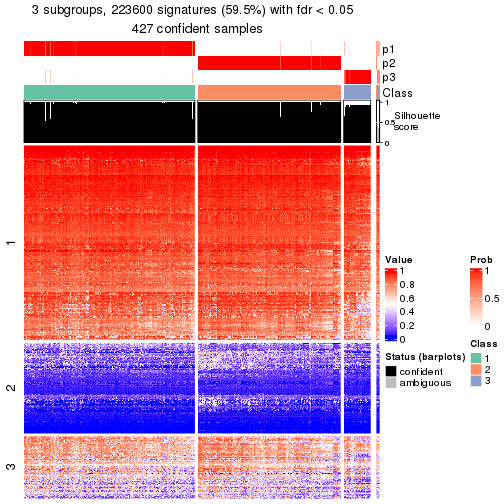 3 subgroups, 223600 signatures (59.5%) with fdr < 0.05
427 confident samples
p1
p2
p3
Class
1
0.5
0
Silhouette
score
1
2
3
Value
1
0.8
0.6
0.4
0.2
0
Prob
1
0.5
0
Status (barplots)
confident
ambiguous
Class
1
2
3